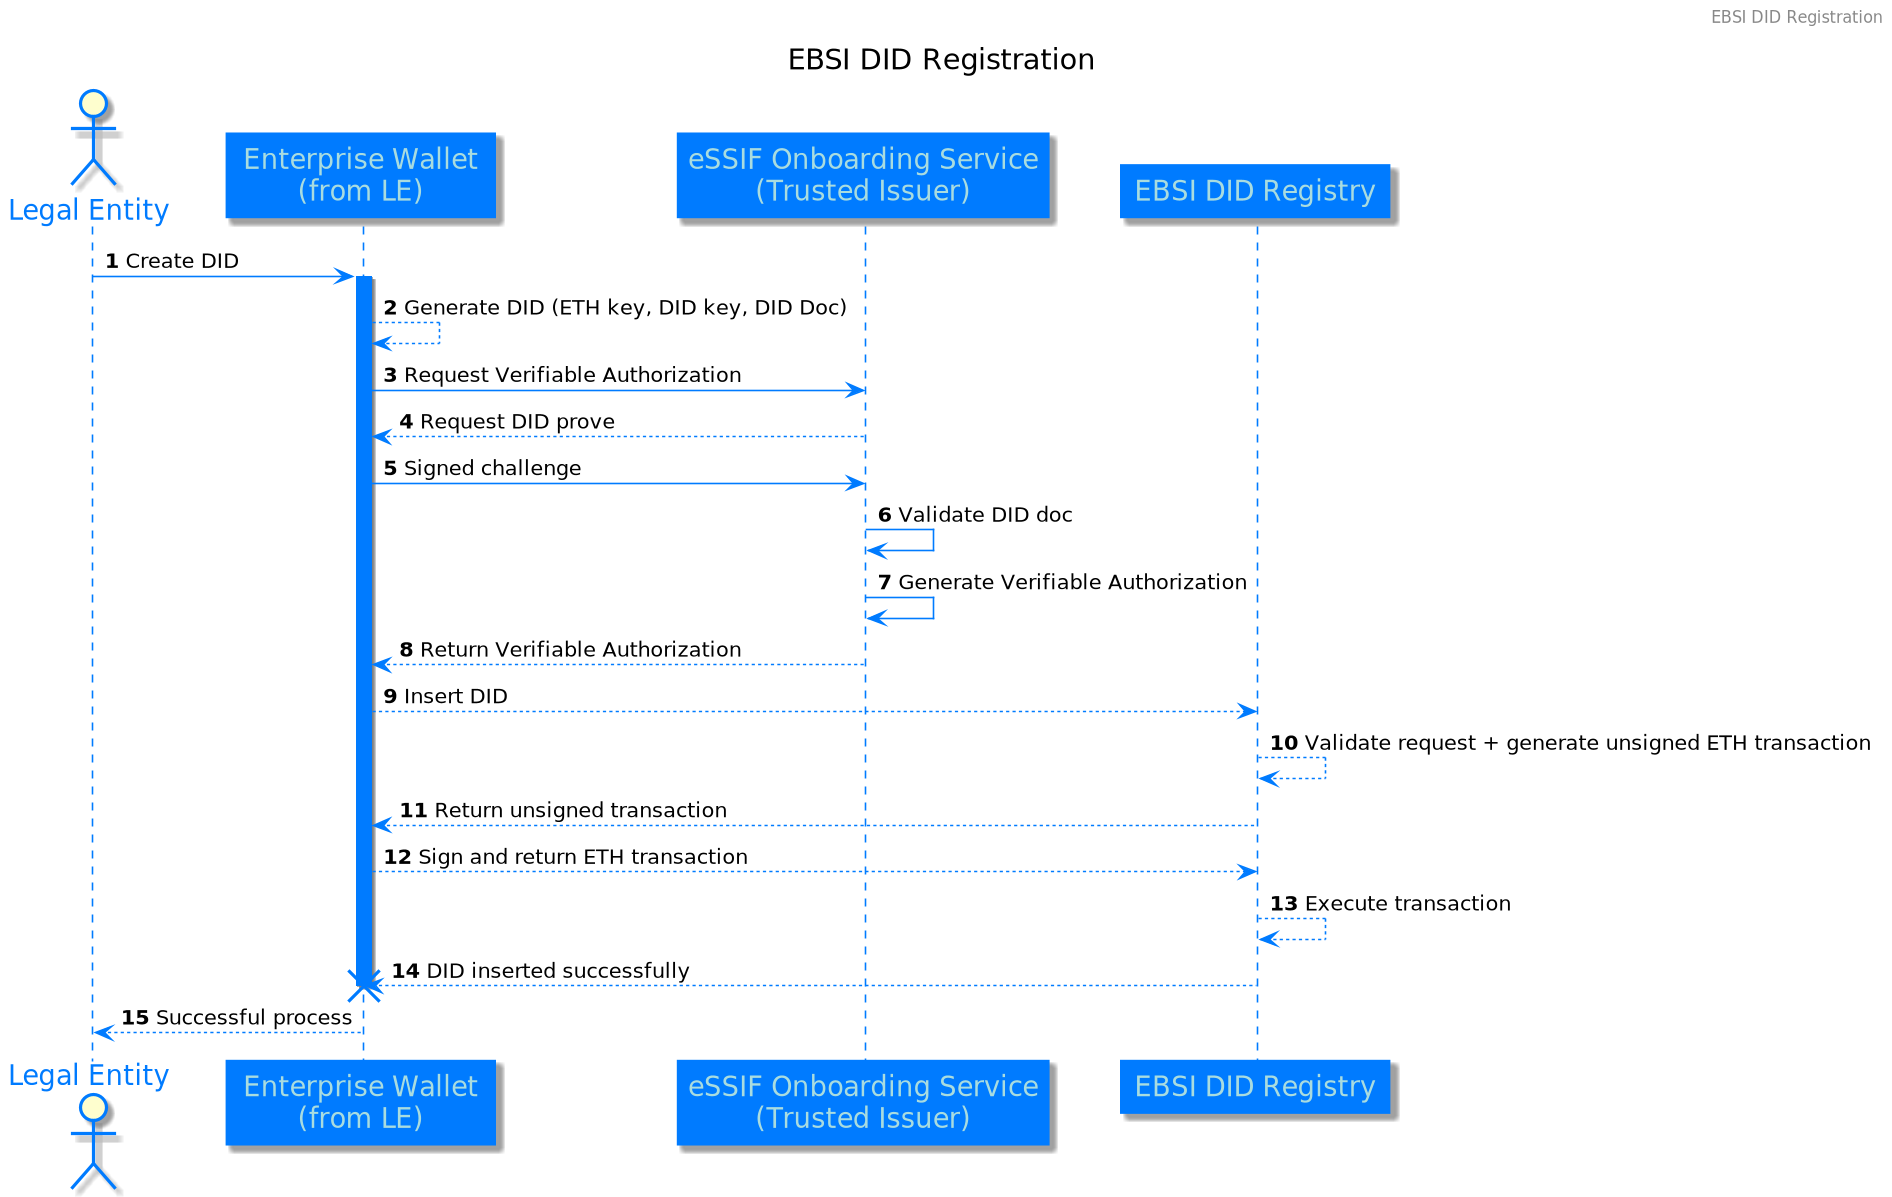 EBSI DID Registration
EBSI DID Registration
Legal Entity
Enterprise Wallet
(from LE)
eSSIF Onboarding Service
(Trusted Issuer)
EBSI DID Registry
1 Create DID
2 Generate DID (ETH key, DID key, DID Doc)
3 Request Verifiable Authorization
4 Request DID prove
5 Signed challenge
6 Validate DID doc
7 Generate Verifiable Authorization
8 Return Verifiable Authorization
9 Insert DID
10 Validate request + generate unsigned ETH transaction
11 Return unsigned transaction
12 Sign and return ETH transaction
13 Execute transaction
14 DID inserted successfully
15 Successful process
Legal Entity
Enterprise Wallet
(from LE)
eSSIF Onboarding Service
(Trusted Issuer)
EBSI DID Registry